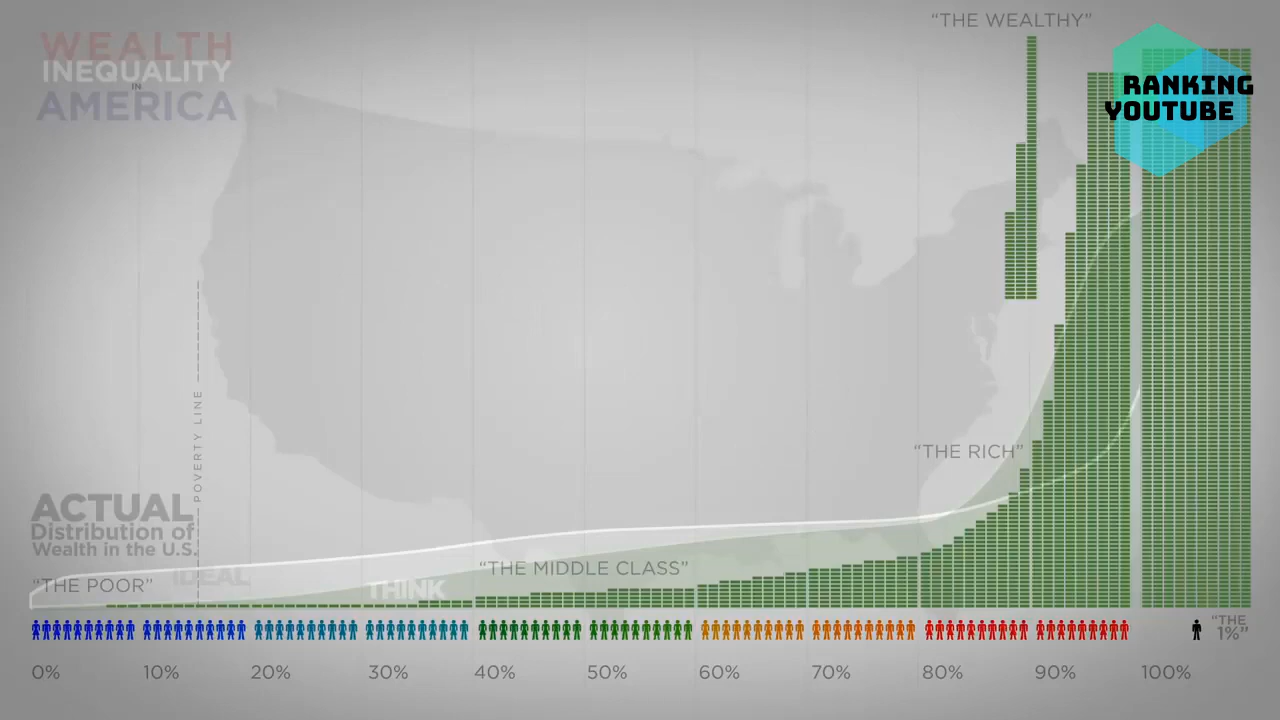 "THE WEALTHY"
WEALTH
INEQUALITY
IN
AMERICA
RANKING
YOUTUBE
POVERTY LINE
"THE RICH"
ACTUAL
Distribution of
Wealth in the U.S.
"THE POOR"
IDEAL
THINK
"THE MIDDLE CLASS"
"THE
1%"
0% 10% 20% 30% 40% 50% 60% 70% 80% 90% 100%